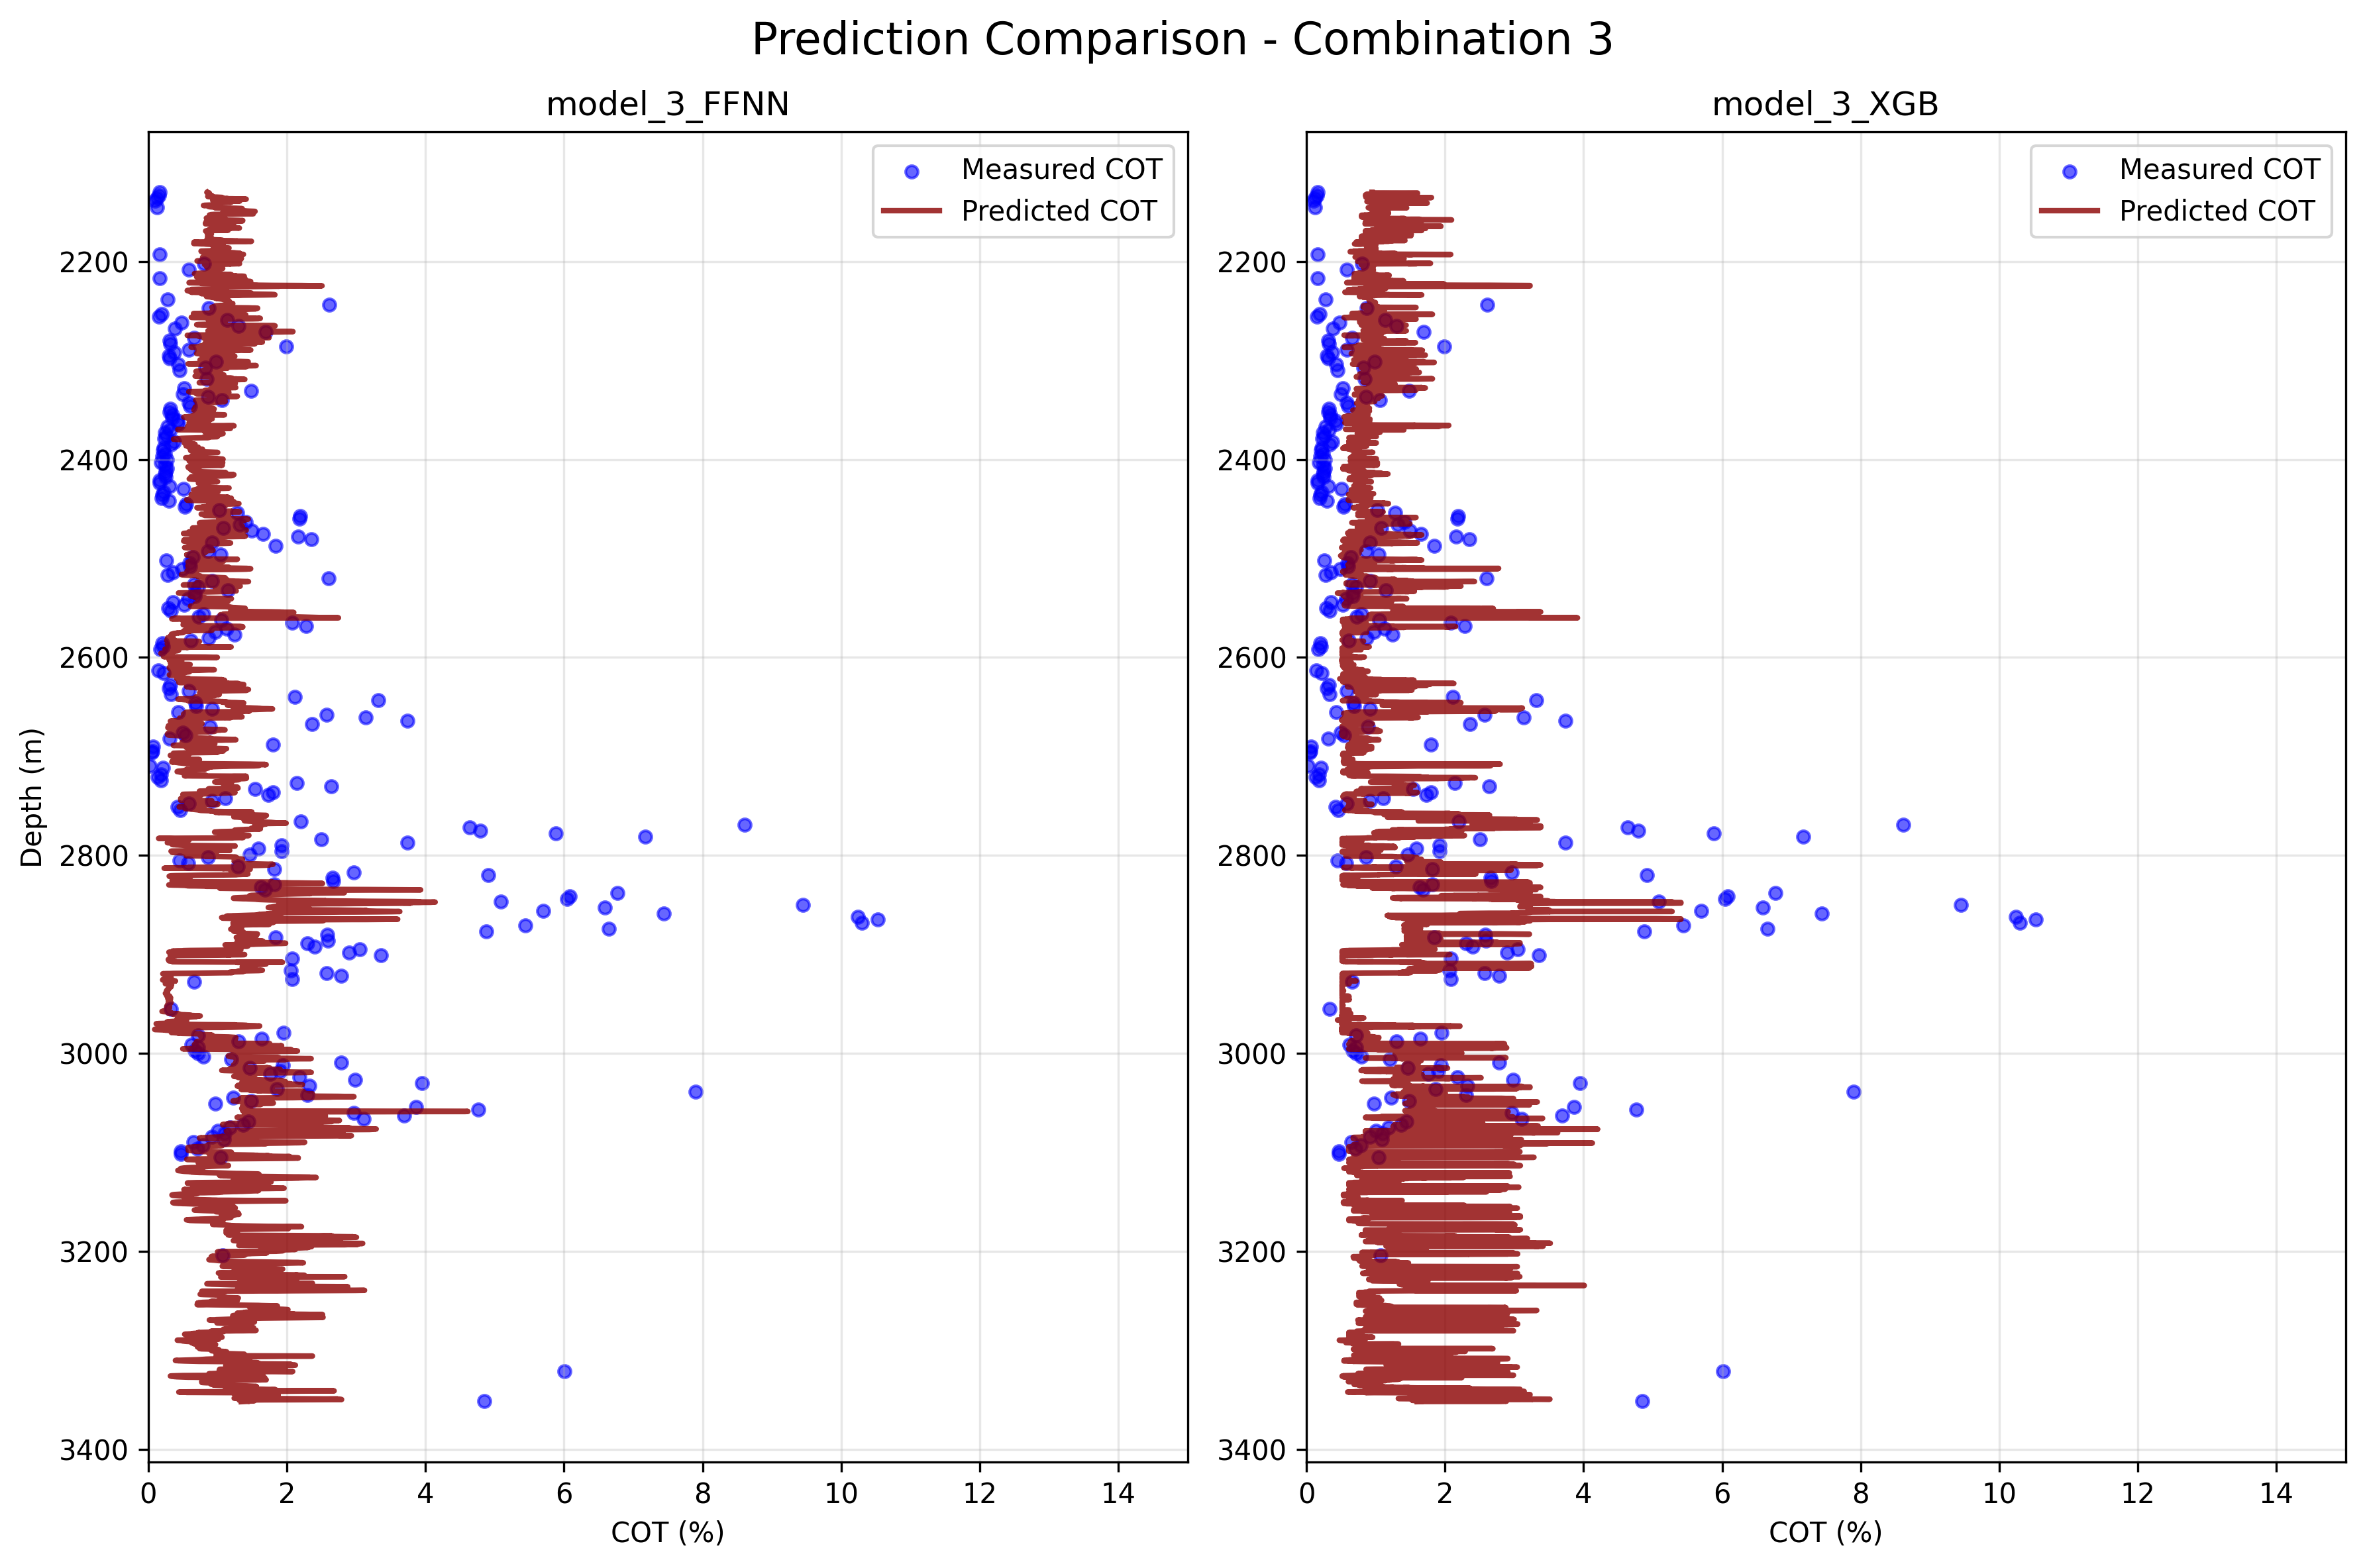 Prediction Comparison - Combination 3
model_3_FFNN
Measured COT
Predicted COT
2200
2400
2600
2800
3000
3200
3400
Depth (m)
0 2 4 6 8 10 12 14
COT (%)
model_3_XGB
Measured COT
Predicted COT
2200
2400
2600
2800
3000
3200
3400
0 2 4 6 8 10 12 14
COT (%)